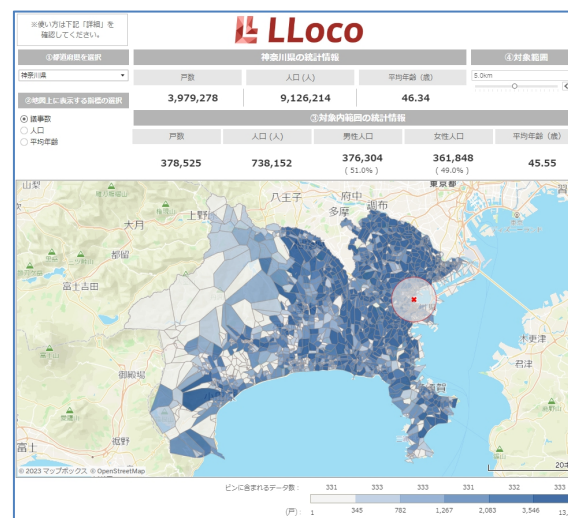 ※使い方は下記「詳細」を
確認してください。
LLoco
①都道府県を選択
神奈川県の統計情報
④対象範囲
神奈川県
戸数
人口 (人)
平均年齢 (歳)
5.0km
3,979,278
9,126,214
46.34
②地図上に表示する指標の選択
③対象内範囲の統計情報
人口
平均年齢
戸数
人口 (人)
男性人口
女性人口
平均年齢 (歳)
378,525
738,152
376,304
361,848
45.55
( 51.0% )
( 49.0% )
山梨
東京都
八王子
府中
調布
多摩
上野
大月
都留
富士吉田
木更津
君津
御殿場
裾野
富士
© 2023 マップボックス © OpenStreetMap
ビンに含まれるデータ数：
331
333
333
331
332
333
(戸):
1
345
782
1,267
2,083
3,546